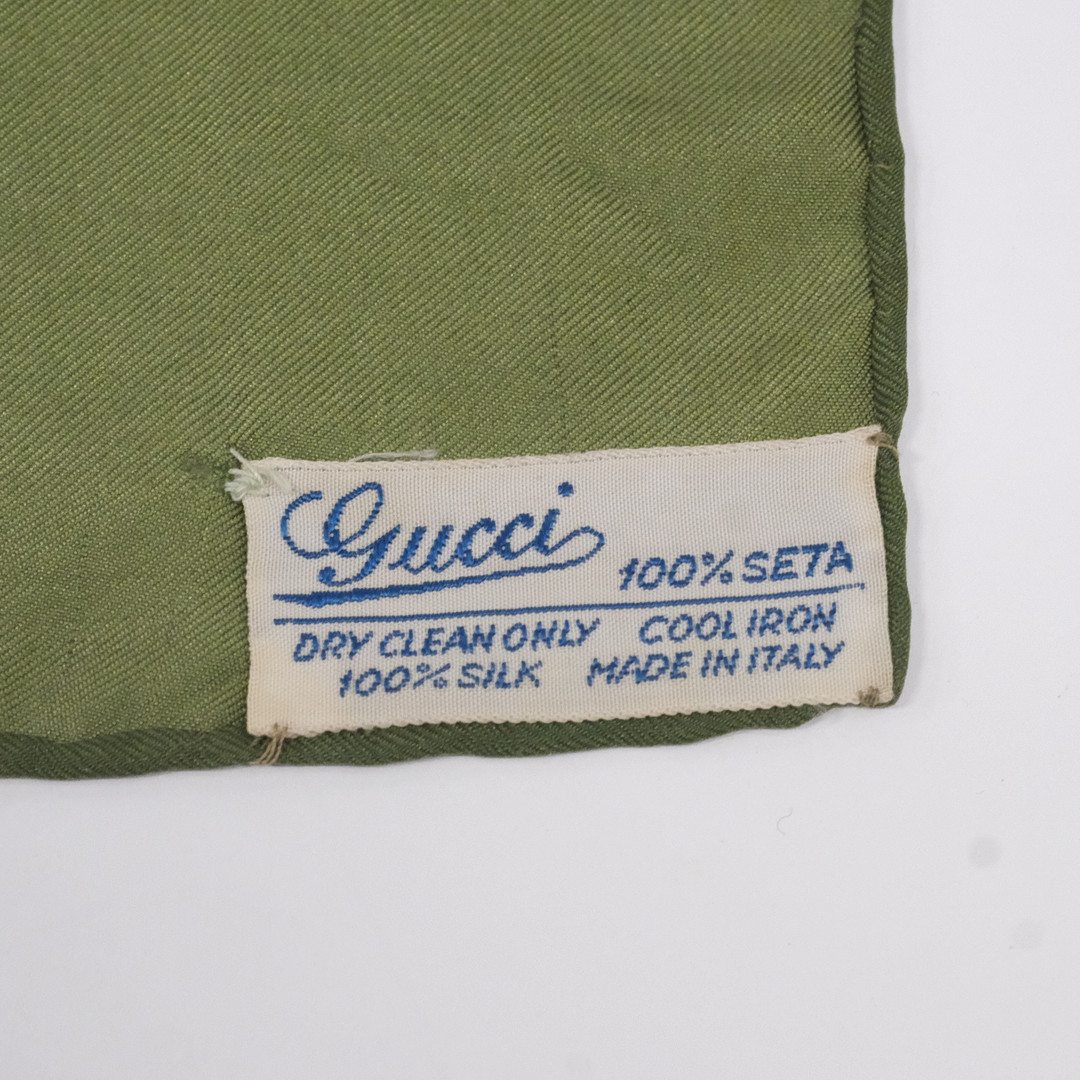 Gucci 100% SETA
DRY CLEAN ONLY COOL IRON
100% SILK MADE IN ITALY